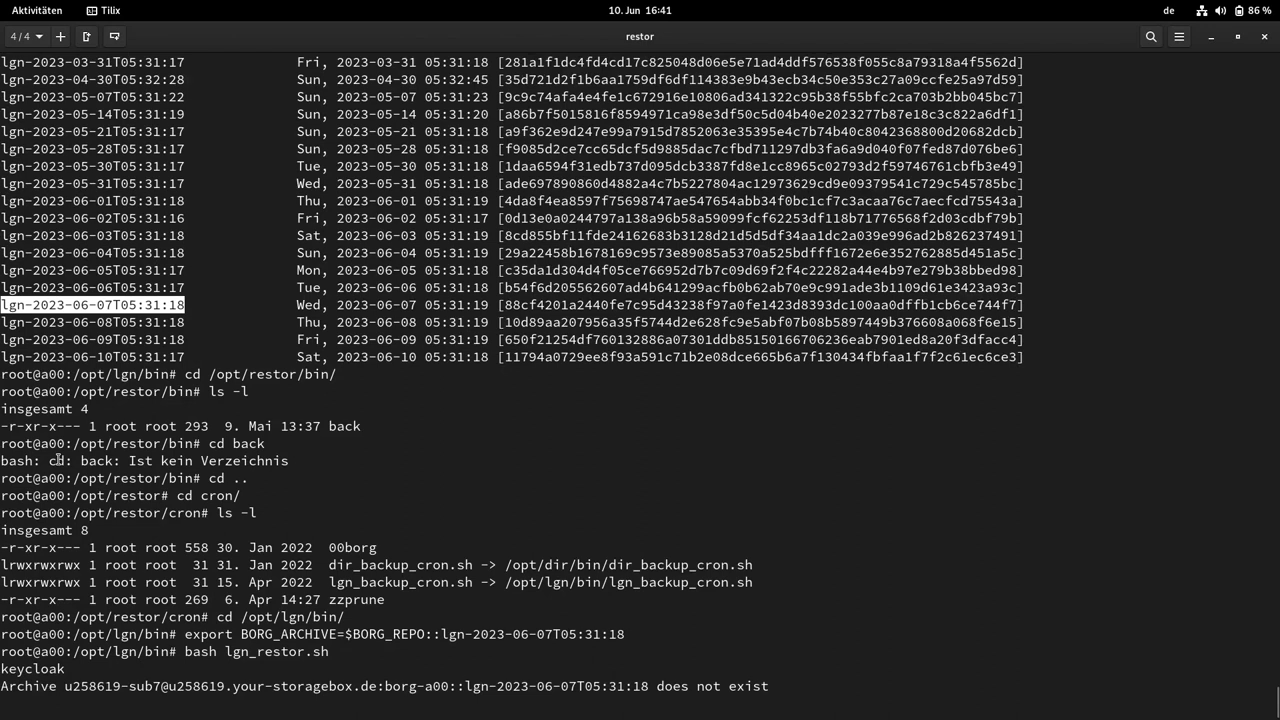 Aktivitäten Tilix 10. Jun 16:41 de 86 %
4/4 restor
lgn-2023-03-31T05:31:17 Fri, 2023-03-31 05:31:18 [281a1f1dc4fd4cd17c825048d06e5e71ad4ddf576538f055c8a79318a4f5562d]
lgn-2023-04-30T05:32:28 Sun, 2023-04-30 05:32:45 [35d721d2f1b6aa1759df6df114383e9b43ecb34c50e353c27a09ccfe25a97d59]
lgn-2023-05-07T05:31:22 Sun, 2023-05-07 05:31:23 [9c9c74afa4e4fe1c672916e10806ad341322c95b38f55bfc2ca703b2bb045bc7]
lgn-2023-05-14T05:31:19 Sun, 2023-05-14 05:31:20 [a86b7f5015816f8594971ca98e3df50c5d04b40e2023277b87e18c3c822a6df1]
lgn-2023-05-21T05:31:17 Sun, 2023-05-21 05:31:18 [a9f362e9d247e99a7915d7852063e35395e4c7b74b40c8042368800d20682dcb]
lgn-2023-05-28T05:31:17 Sun, 2023-05-28 05:31:18 [f9085d2ce7cc65dcf5d9885dac7cfbd711297db3fa6a9d040f07fed87d076be6]
lgn-2023-05-30T05:31:17 Tue, 2023-05-30 05:31:18 [1daa6594f31edb737d095dcb3387fd8e1cc8965c02793d2f59746761cbfb3e49]
lgn-2023-05-31T05:31:17 Wed, 2023-05-31 05:31:18 [ade697890860d4882a4c7b5227804ac12973629cd9e09379541c729c545785bc]
lgn-2023-06-01T05:31:18 Thu, 2023-06-01 05:31:19 [4da8f4ea8597f75698747ae547654abb34f0bc1cf7c3acaa76c7aecfcd75543a]
lgn-2023-06-02T05:31:16 Fri, 2023-06-02 05:31:17 [0d13e0a0244797a138a96b58a59099fcf62253df118b71776568f2d03cdbf79b]
lgn-2023-06-03T05:31:18 Sat, 2023-06-03 05:31:19 [8cd855bf11fde24162683b3128d21d5d5df34aa1dc2a039e996ad2b826237491]
lgn-2023-06-04T05:31:18 Sun, 2023-06-04 05:31:19 [29a22458b167459c953e89085a5370a525bdfff1672e6e352762885d451a5c]
lgn-2023-06-05T05:31:17 Mon, 2023-06-05 05:31:18 [c35da1d304d4f05ce766952d7b7c09d69f2f4c22282a44e4b97e279b38bbed98]
lgn-2023-06-06T05:31:17 Tue, 2023-06-06 05:31:18 [b54f6d205562607ad4b641299acfb0b62ab06e9c991ade3b1109d61e3423a93c]
lgn-2023-06-07T05:31:18 Wed, 2023-06-07 05:31:19 [88cf4201a2440fe7c95d43238f97a0fe1423d8393dc100aa0dffb1cb6ce744f7]
lgn-2023-06-08T05:31:18 Thu, 2023-06-08 05:31:19 [10d89aa207956a35f5744d2e628fc9e5abf07b08b5897449b376608a068f6e15]
lgn-2023-06-09T05:31:18 Fri, 2023-06-09 05:31:19 [650f21254df760132886a07301ddb85150166706236eab7901ed8a20f3dfacc4]
lgn-2023-06-10T05:31:17 Sat, 2023-06-10 05:31:18 [11794a0729ee8f93a591c71b2e08dce665b6a7f130434fbfaa1f7f2c61ec6ce3]
root@a00:/opt/lgn/bin# cd /opt/restor/bin/
root@a00:/opt/restor/bin# ls -l
insgesamt 4
-r-xr-x--- 1 root root 293  9. Mai 13:37 back
root@a00:/opt/restor/bin# cd back
bash: cd: back: Ist kein Verzeichnis
root@a00:/opt/restor/bin# cd ..
root@a00:/opt/restor# cd cron/
root@a00:/opt/restor/cron# ls -l
insgesamt 8
-r-xr-x--- 1 root root 558 30. Jan 2022  00borg
lrwxrwxrwx 1 root root  31 31. Jan 2022  dir_backup_cron.sh -> /opt/dir/bin/dir_backup_cron.sh
lrwxrwxrwx 1 root root  31 15. Apr 2022  lgn_backup_cron.sh -> /opt/lgn/bin/lgn_backup_cron.sh
-r-xr-x--- 1 root root 269  6. Apr 14:27 zzprune
root@a00:/opt/restor/cron# cd /opt/lgn/bin/
root@a00:/opt/lgn/bin# export BORG_ARCHIVE=$BORG_REPO::lgn-2023-06-07T05:31:18
root@a00:/opt/lgn/bin# bash lgn_restor.sh
keycloak
Archive u258619-sub7@u258619.your-storagebox.de:borg-a00::lgn-2023-06-07T05:31:18 does not exist